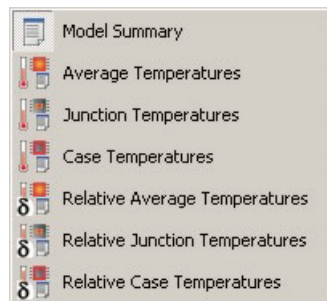 Model Summary
Average Temperatures
Junction Temperatures
Case Temperatures
δ Relative Average Temperatures
δ Relative Junction Temperatures
δ Relative Case Temperatures